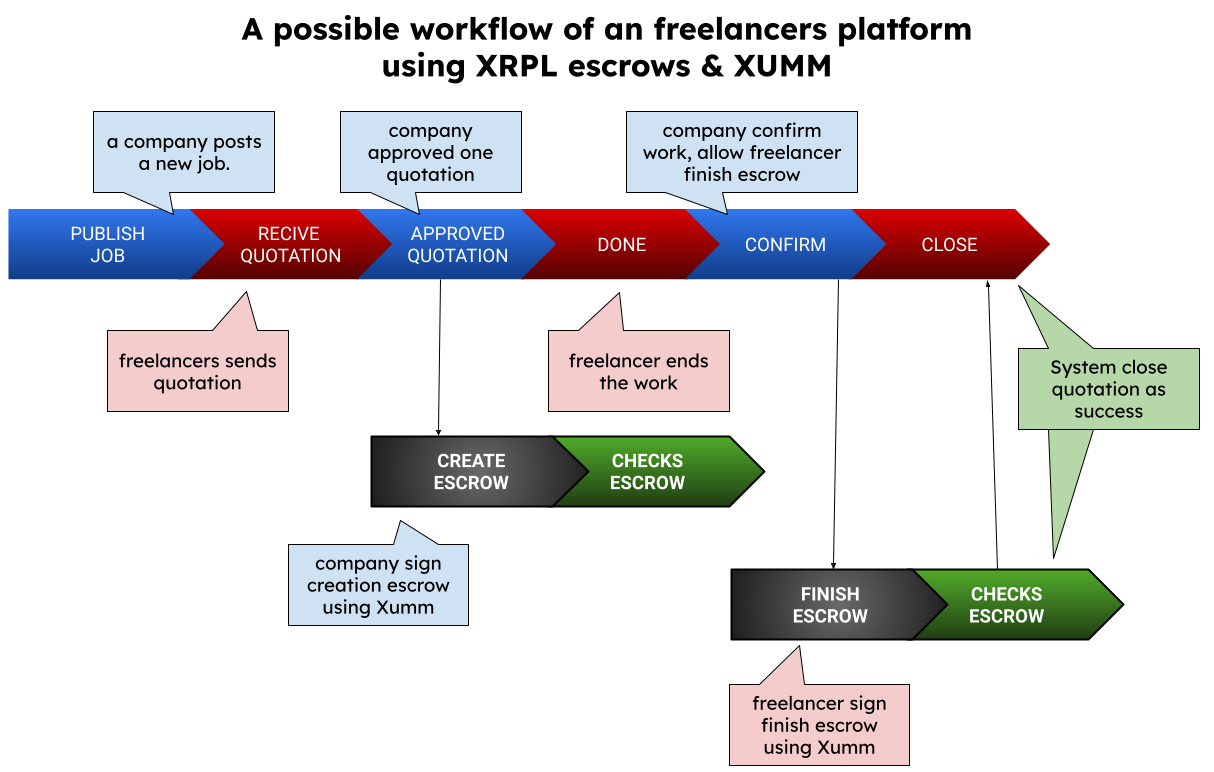 A possible workflow of an freelancers platform
using XRPL escrows & XUMM
a company posts
a new job.
company
approved one
quotation
company confirm
work, allow freelancer
finish escrow
PUBLISH
JOB
RECIVE
QUOTATION
APPROVED
QUOTATION
DONE
CONFIRM
CLOSE
freelancers sends
quotation
freelancer ends
the work
System close
quotation as
success
CREATE
ESCROW
CHECKS
ESCROW
company sign
creation escrow
using Xumm
FINISH
ESCROW
CHECKS
ESCROW
freelancer sign
finish escrow
using Xumm